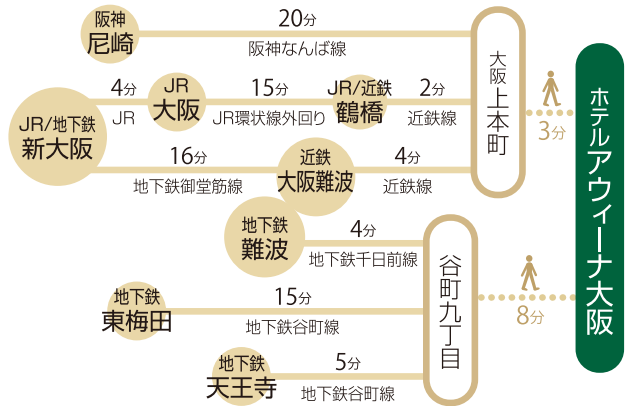 阪神
尼崎
20分
阪神なんば線
大阪上本町
3分
ホテルアウィーナ大阪
JR/地下鉄
新大阪
4分
JR
JR
大阪
15分
JR環状線外回り
JR/近鉄
鶴橋
2分
近鉄線
16分
地下鉄御堂筋線
近鉄
大阪難波
4分
近鉄線
地下鉄
難波
4分
地下鉄千日前線
谷町九丁目
8分
地下鉄
東梅田
15分
地下鉄谷町線
地下鉄
天王寺
5分
地下鉄谷町線